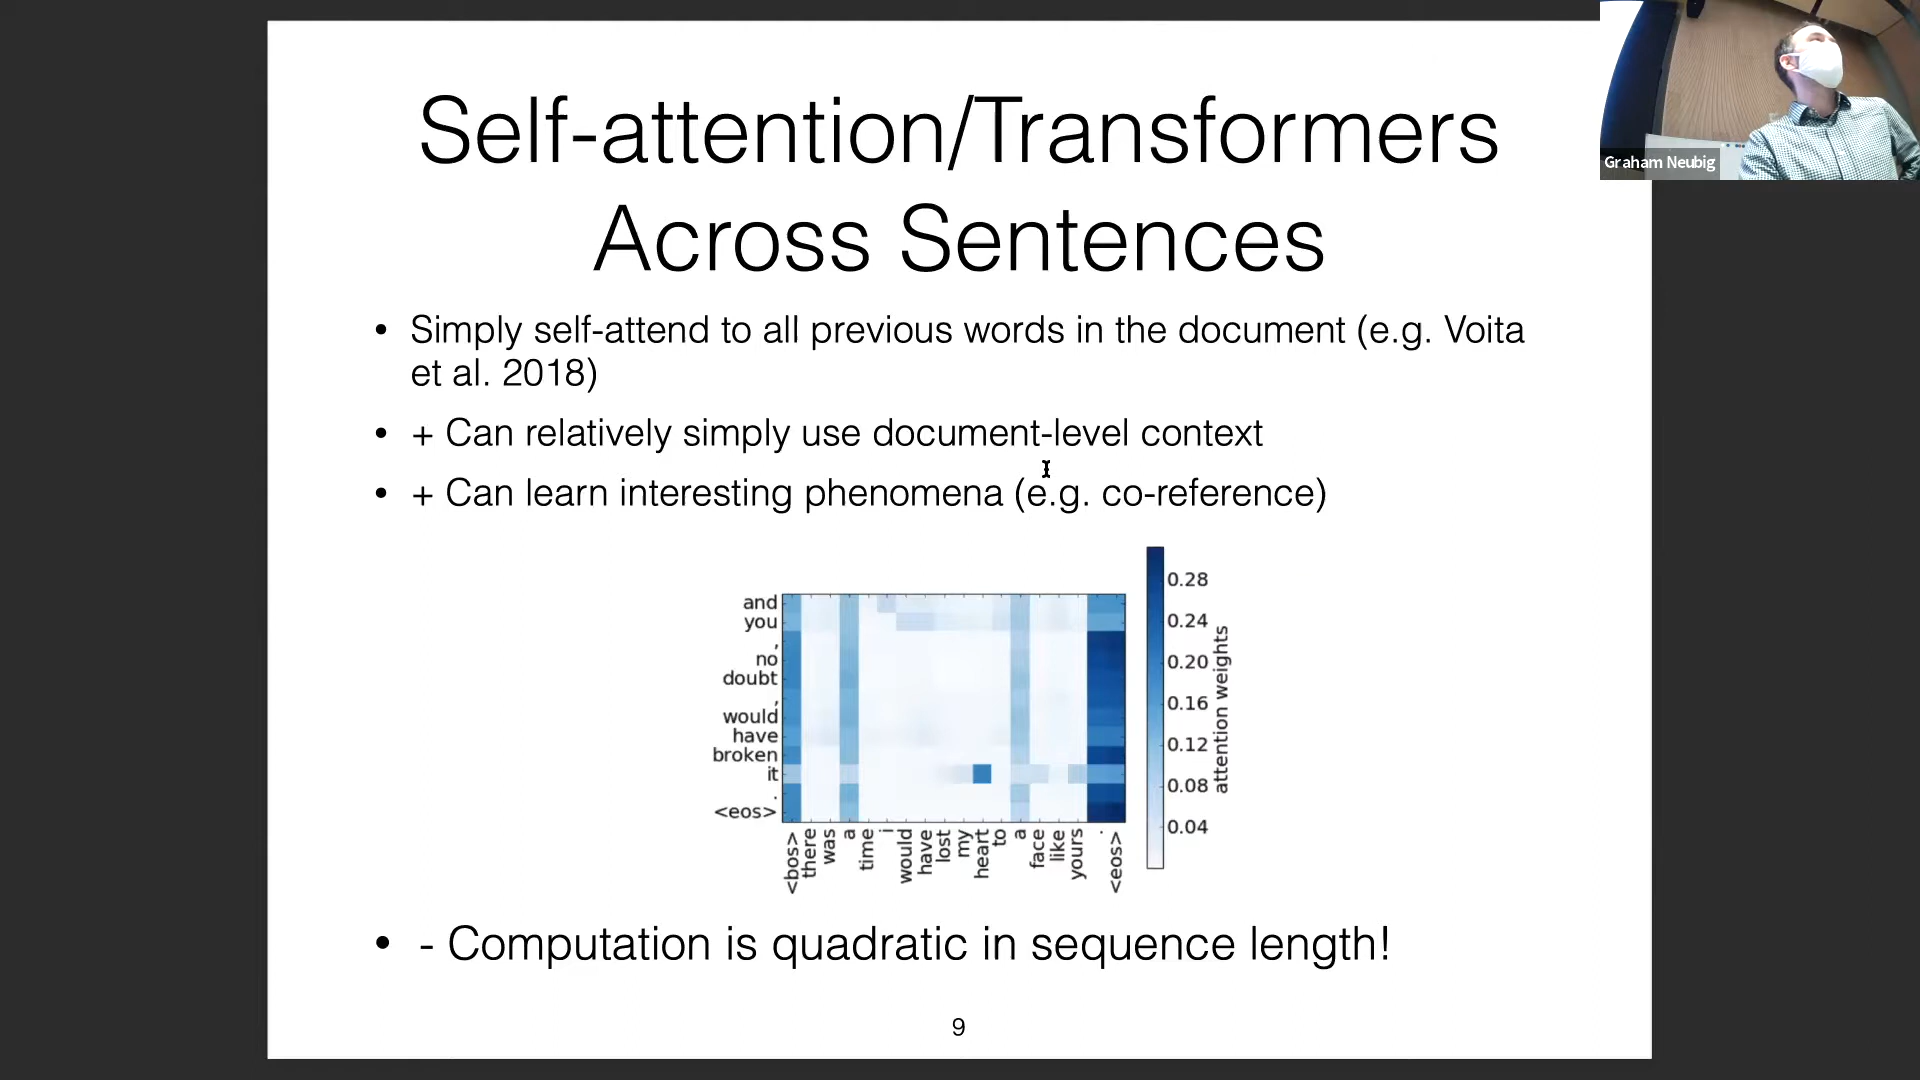 Self-attention/Transformers
Across Sentences
Graham Neubig
• Simply self-attend to all previous words in the document (e.g. Voita
et al. 2018)
• + Can relatively simply use document-level context
• + Can learn interesting phenomena (e.g. co-reference)
and
you
,
no
doubt
,
would
have
broken
it
.
<eos>
<bos>
there
was
a
time
i
would
have
lost
my
heart
to
a
face
like
yours
.
<eos>
0.28
0.24
0.20
0.16
0.12
0.08
0.04
attention weights
• - Computation is quadratic in sequence length!
9